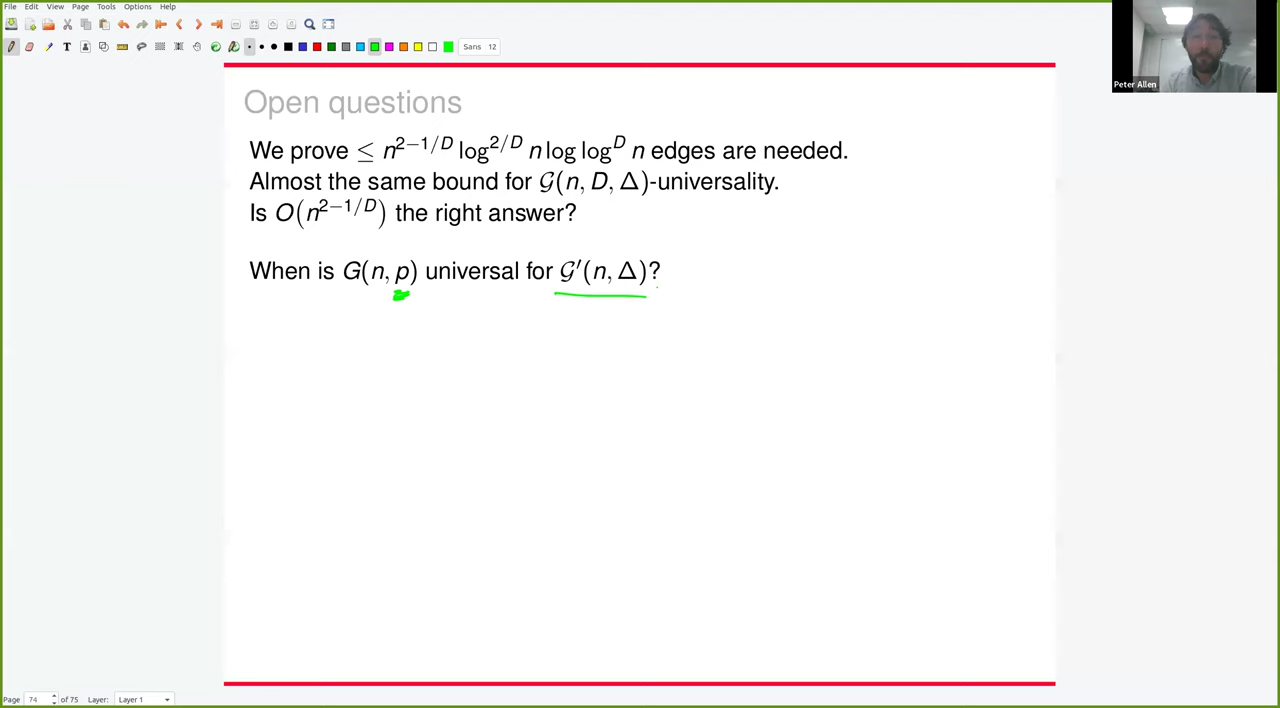 File Edit View Page Tools Options Help
Sans 12
Peter Allen
Open questions
We prove ≤ n^{2−1/D} log^{2/D} n log log^D n edges are needed.
Almost the same bound for 𝒢(n, D, Δ)-universality.
Is O(n^{2−1/D}) the right answer?
When is G(n, p) universal for 𝒢′(n, Δ)?
Page 74 of 75 Layer: Layer 1